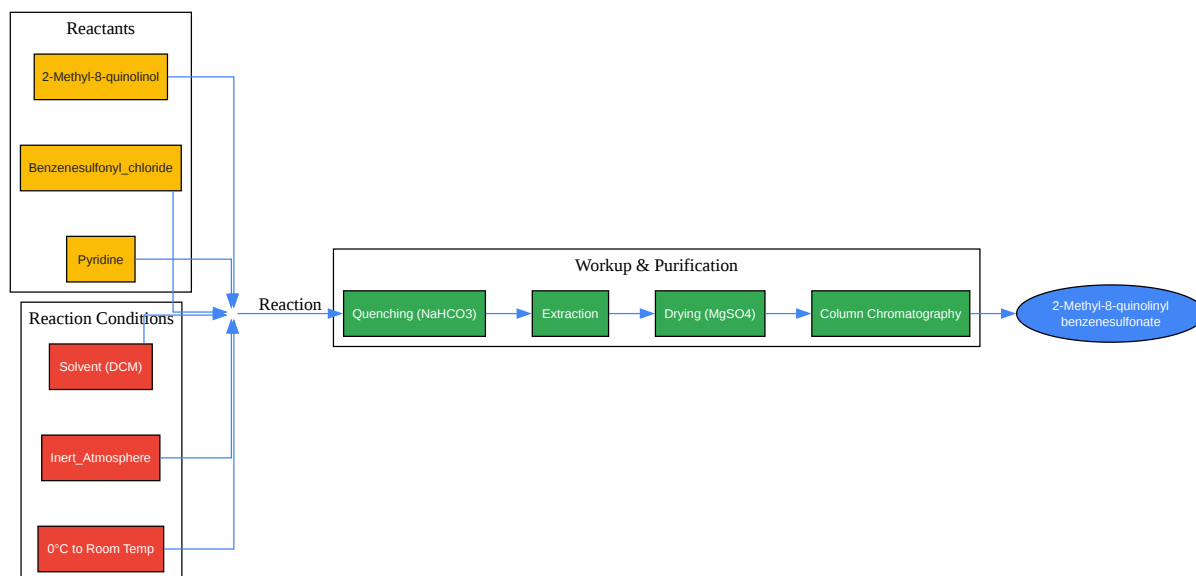 Reactants
2-Methyl-8-quinolinol
Benzenesulfonyl_chloride
Pyridine
Reaction Conditions
Solvent (DCM)
Inert_Atmosphere
0°C to Room Temp
Reaction
Workup & Purification
Quenching (NaHCO3)
Extraction
Drying (MgSO4)
Column Chromatography
2-Methyl-8-quinolinyl
benzenesulfonate